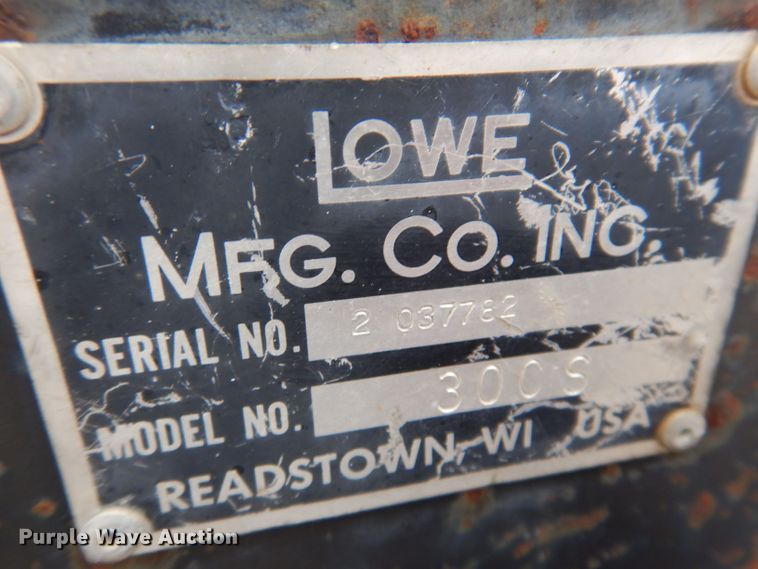 LOWE
MFG. CO. INC.
SERIAL NO. 2 037782
MODEL NO. 300S
READSTOWN, WI USA
Purple Wave Auction